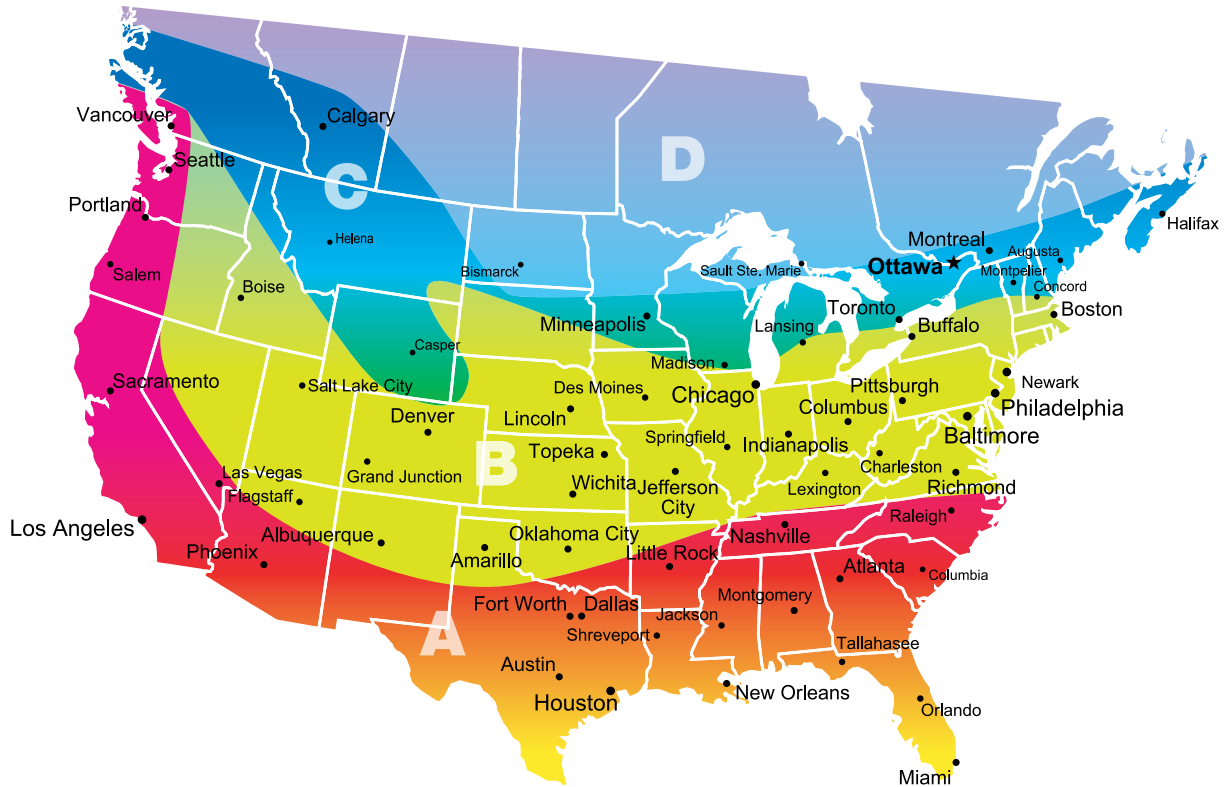 Vancouver
Calgary
D
Seattle
C
Portland
Halifax
Helena
Montreal
Augusta
Salem
Bismarck
Sault Ste. Marie
Ottawa
Montpelier
Boise
Concord
Toronto
Boston
Minneapolis
Lansing
Buffalo
Casper
Madison
Sacramento
Salt Lake City
Des Moines
Chicago
Pittsburgh
Newark
Denver
Lincoln
Columbus
Philadelphia
Springfield
Indianapolis
Baltimore
B
Topeka
Las Vegas
Grand Junction
Charleston
Flagstaff
Wichita
Jefferson
City
Lexington
Richmond
Los Angeles
Raleigh
Albuquerque
Oklahoma City
Nashville
Phoenix
Amarillo
Little Rock
Atlanta
Columbia
Montgomery
Fort Worth
Dallas
Jackson
A
Shreveport
Tallahasee
Austin
New Orleans
Houston
Orlando
Miami